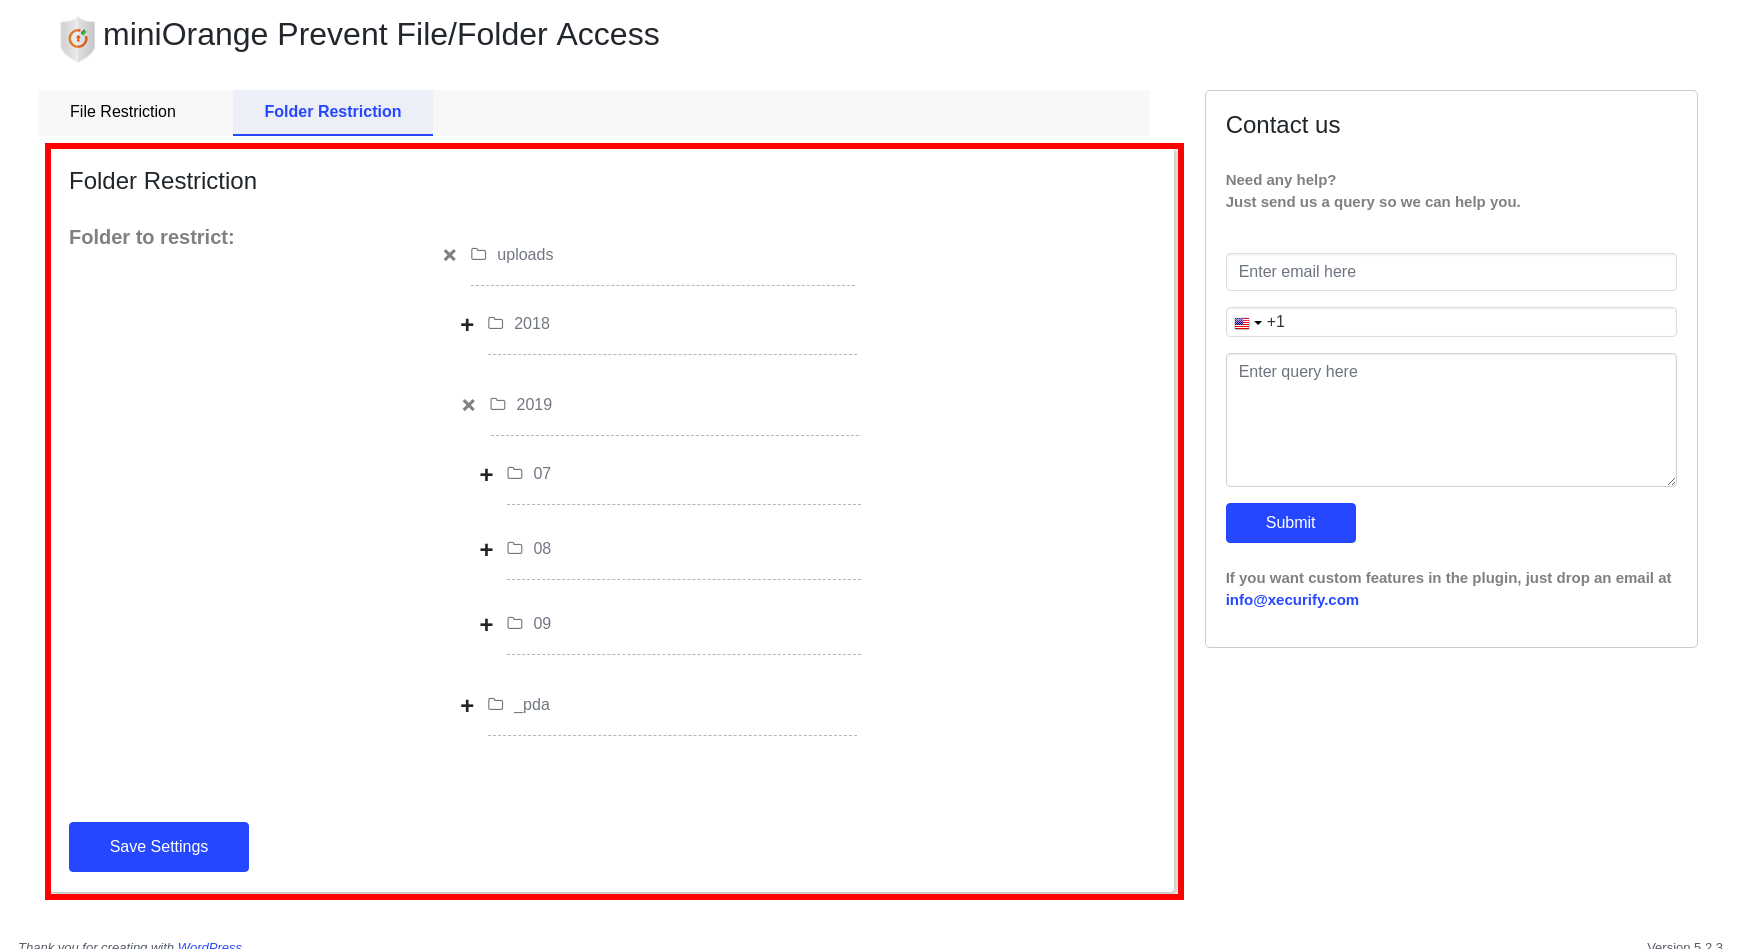 miniOrange Prevent File/Folder Access
File Restriction
Folder Restriction
Folder Restriction
Folder to restrict:
uploads
2018
2019
07
08
09
_pda
Save Settings
Contact us
Need any help?
Just send us a query so we can help you.
Enter email here
+1
Enter query here
Submit
If you want custom features in the plugin, just drop an email at
info@xecurify.com
Thank you for creating with WordPress
Version 5.2.3